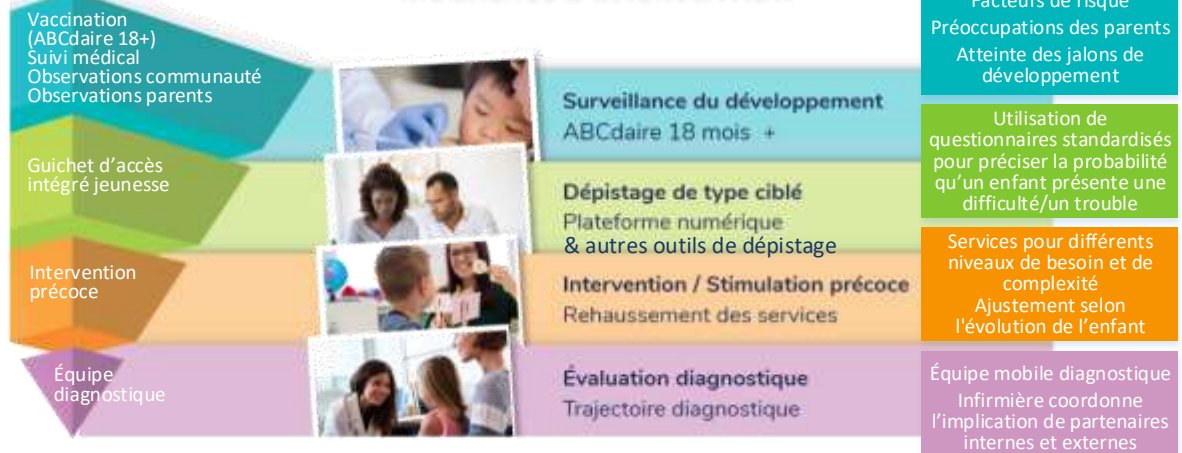 Vaccination
(ABCdaire 18+)
Suivi médical
Observations communauté
Observations parents
Surveillance du développement
ABCdaire 18 mois +
Facteurs de risque
Préoccupations des parents
Atteinte des jalons de
développement
Guichet d'accès
intégré jeunesse
Dépistage de type ciblé
Plateforme numérique
& autres outils de dépistage
Utilisation de
questionnaires standardisés
pour préciser la probabilité
qu'un enfant présente une
difficulté/un trouble
Intervention
précoce
Intervention / Stimulation précoce
Rehaussement des services
Services pour différents
niveaux de besoin et de
complexité
Ajustement selon
l'évolution de l'enfant
Équipe
diagnostique
Évaluation diagnostique
Trajectoire diagnostique
Équipe mobile diagnostique
Infirmière coordonne
l'implication de partenaires
internes et externes